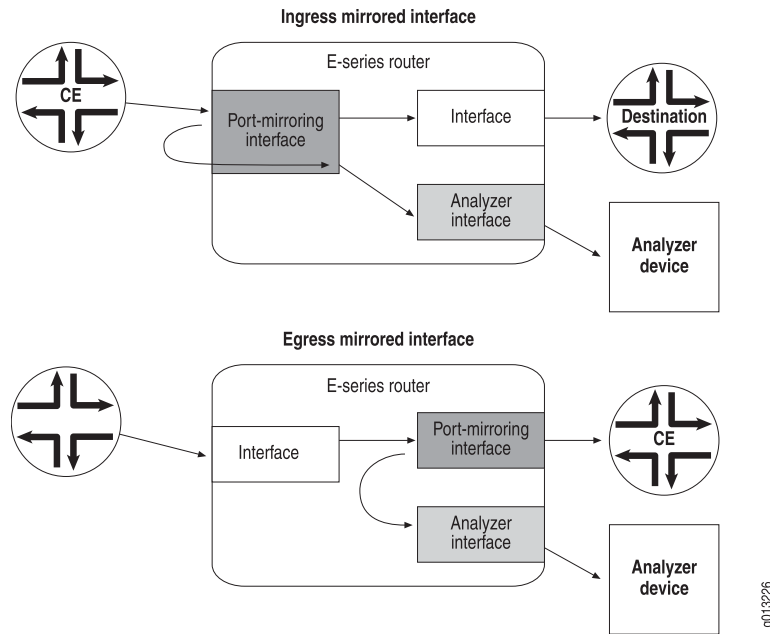 Ingress mirrored interface
E-series router
CE
Port-mirroring
interface
Interface
Destination
Analyzer
interface
Analyzer
device
Egress mirrored interface
E-series router
Interface
Port-mirroring
interface
CE
Analyzer
interface
Analyzer
device
g013226